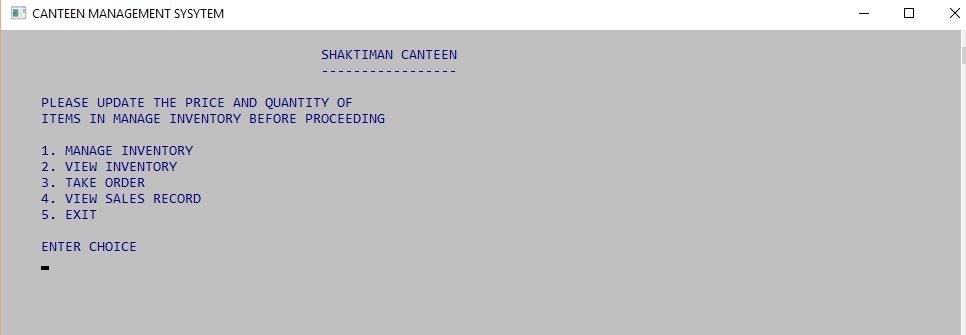 CANTEEN MANAGEMENT SYSYTEM
SHAKTIMAN CANTEEN
-----------------
PLEASE UPDATE THE PRICE AND QUANTITY OF
ITEMS IN MANAGE INVENTORY BEFORE PROCEEDING
1. MANAGE INVENTORY
2. VIEW INVENTORY
3. TAKE ORDER
4. VIEW SALES RECORD
5. EXIT
ENTER CHOICE